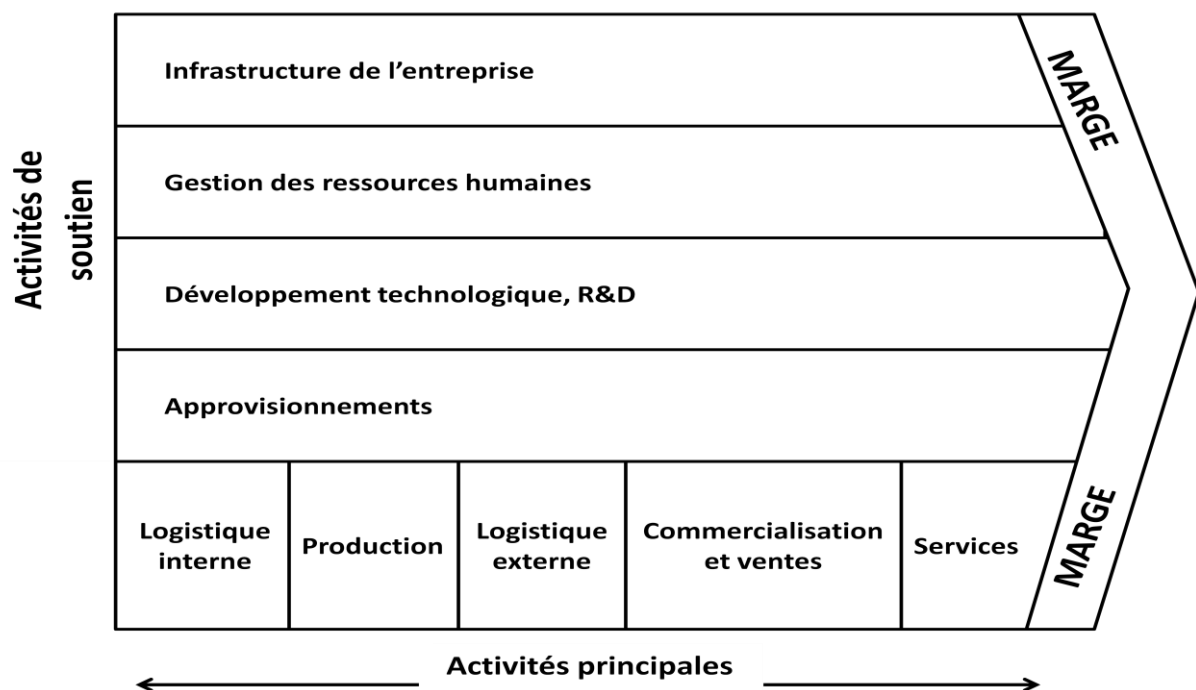 Activités de
soutien
Infrastructure de l’entreprise
Gestion des ressources humaines
Développement technologique, R&D
Approvisionnements
Logistique
interne
Production
Logistique
externe
Commercialisation
et ventes
Services
MARGE
MARGE
Activités principales